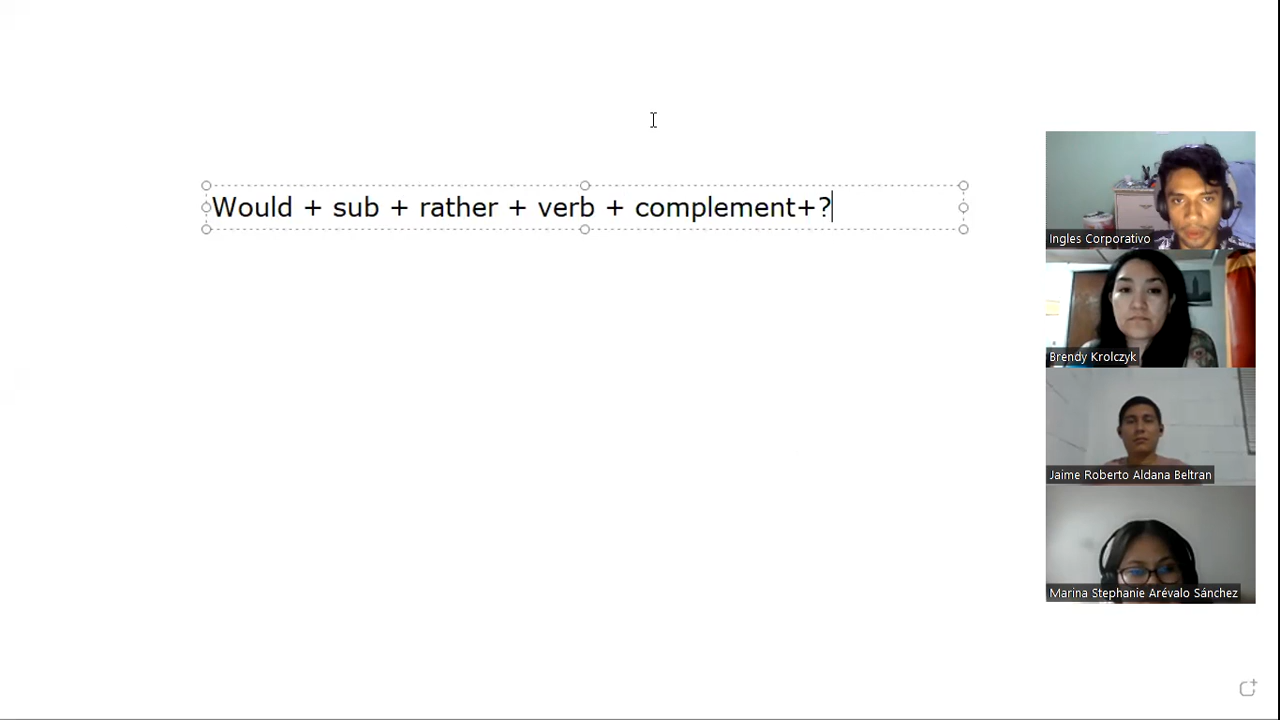 Would + sub + rather + verb + complement+?
Ingles Corporativo
Brendy Krolczyk
Jaime Roberto Aldana Beltran
Marina Stephanie Arévalo Sánchez